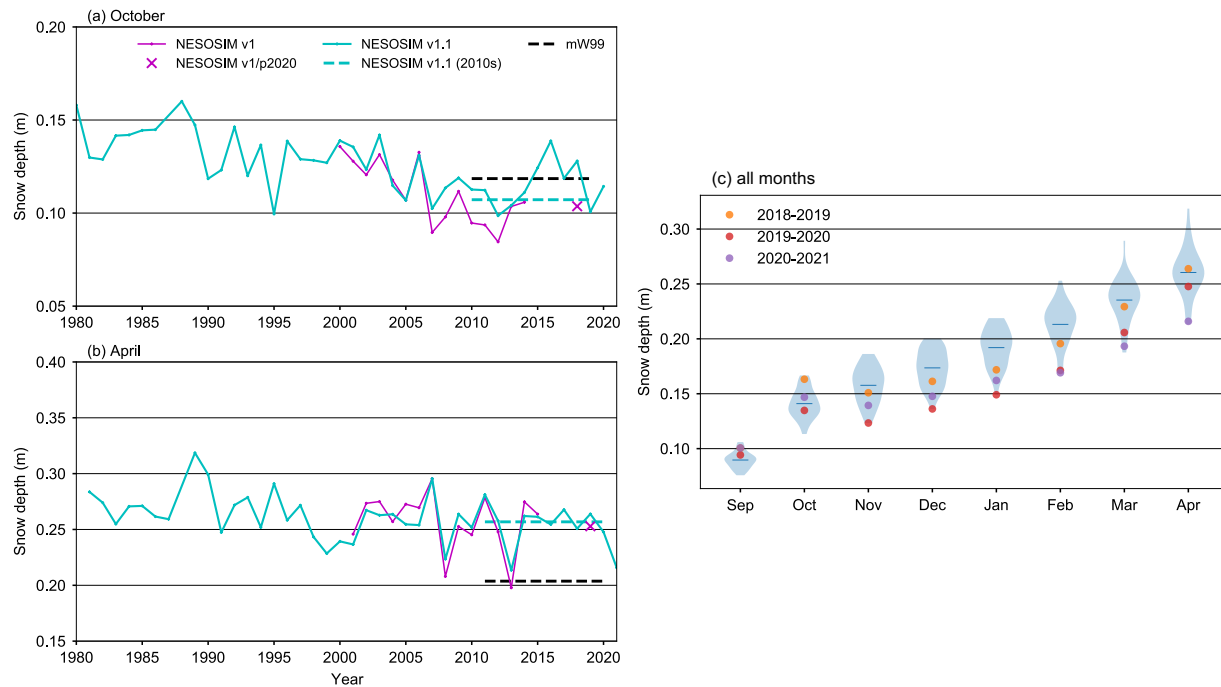 (a) October
0.20
NESOSIM v1
NESOSIM v1.1
mW99
NESOSIM v1/p2020
NESOSIM v1.1 (2010s)
0.15
0.10
0.05
Snow depth (m)
1980 1985 1990 1995 2000 2005 2010 2015 2020
(b) April
0.40
0.35
0.30
0.25
0.20
0.15
Snow depth (m)
1980 1985 1990 1995 2000 2005 2010 2015 2020
Year
(c) all months
2018-2019
2019-2020
2020-2021
0.30
0.25
0.20
0.15
0.10
Snow depth (m)
Sep Oct Nov Dec Jan Feb Mar Apr